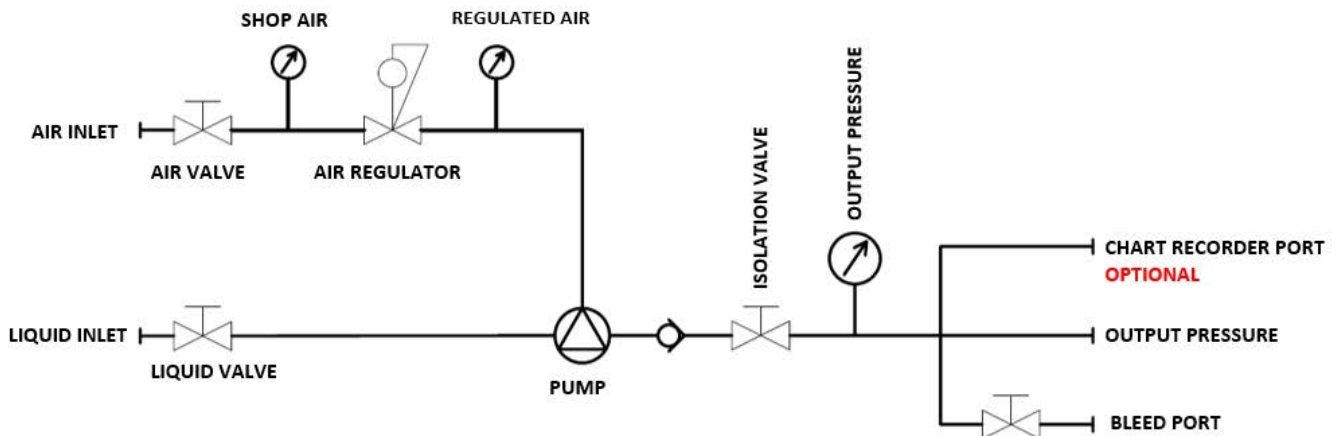 SHOP AIR
REGULATED AIR
AIR INLET
AIR VALVE
AIR REGULATOR
ISOLATION VALVE
OUTPUT PRESSURE
CHART RECORDER PORT
OPTIONAL
LIQUID INLET
OUTPUT PRESSURE
LIQUID VALVE
PUMP
BLEED PORT